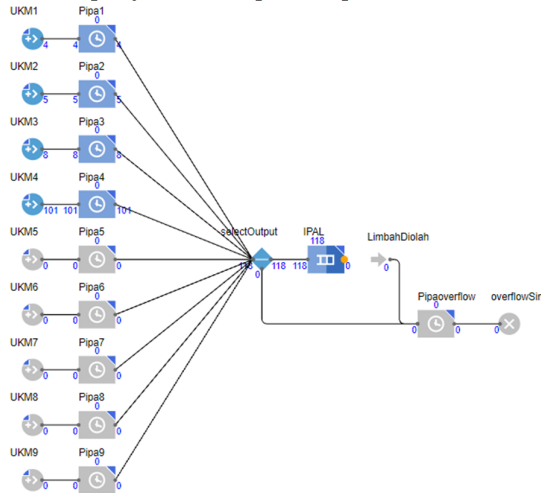 UKM1 Pipa1
0
4 4 4
UKM2 Pipa2
0
5 5 5
UKM3 Pipa3
0
8 8 8
UKM4 Pipa4
0
101 101 101
selectOutput IPAL LimbahDiolah
118
UKM5 Pipa5
0
0 0 0
118 118 118 0
0
0
UKM6 Pipa6
0
0 0 0
Pipaoverflow overflowSir
0
0 0 0
UKM7 Pipa7
0
0 0 0
UKM8 Pipa8
0
0 0 0
UKM9 Pipa9
0
0 0 0